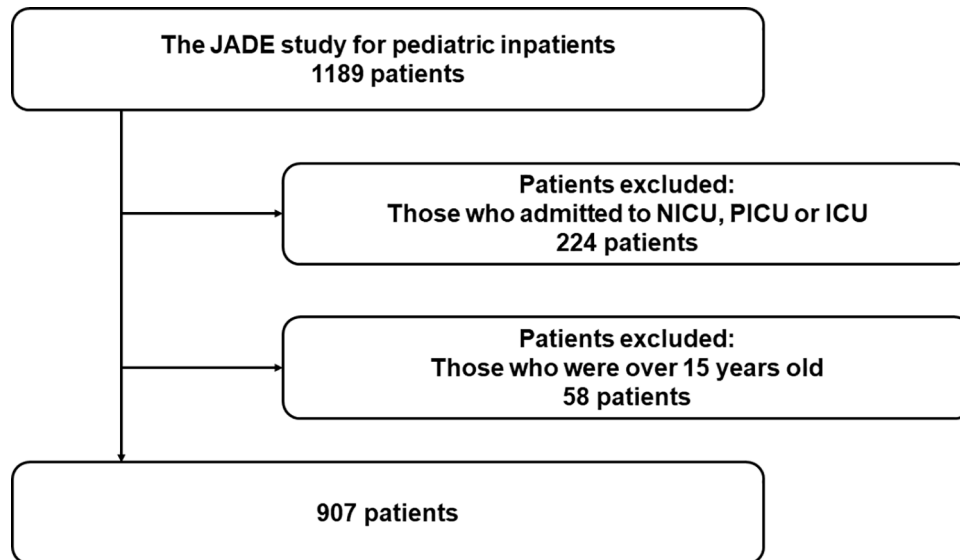 The JADE study for pediatric inpatients
1189 patients
Patients excluded:
Those who admitted to NICU, PICU or ICU
224 patients
Patients excluded:
Those who were over 15 years old
58 patients
907 patients